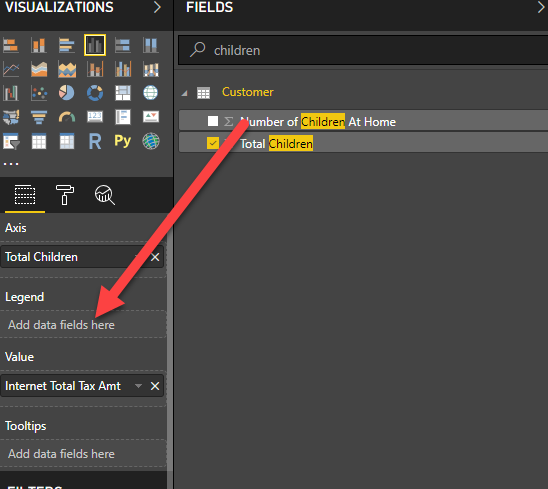 VISUALIZATIONS
R Py
...
Axis
Total Children
Legend
Add data fields here
Value
Internet Total Tax Amt
Tooltips
Add data fields here
FILTERS
FIELDS
children
Customer
Number of Children At Home
Total Children